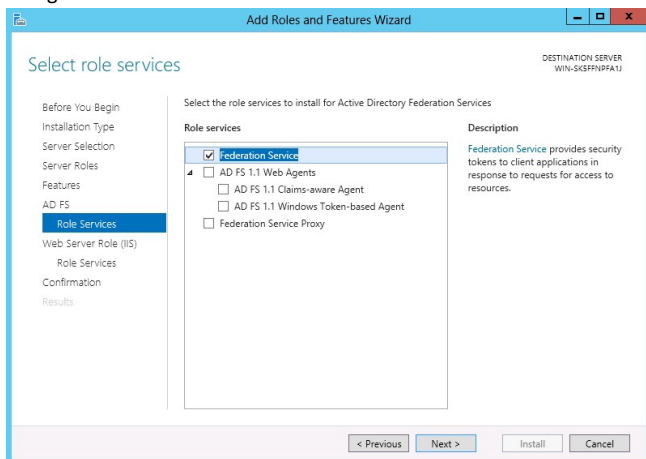 Add Roles and Features Wizard
Select role services
DESTINATION SERVER
WIN-SK5FFNPFA1J
Before You Begin
Installation Type
Server Selection
Server Roles
Features
AD FS
Role Services
Web Server Role (IIS)
Role Services
Confirmation
Results
Select the role services to install for Active Directory Federation Services
Role services
Federation Service
AD FS 1.1 Web Agents
AD FS 1.1 Claims-aware Agent
AD FS 1.1 Windows Token-based Agent
Federation Service Proxy
Description
Federation Service provides security
tokens to client applications in
response to requests for access to
resources.
< Previous
Next >
Install
Cancel